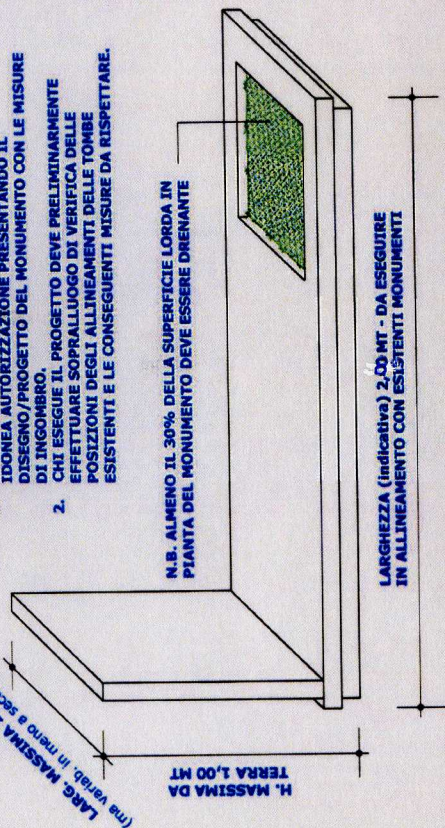 IDONEA AUTORIZZAZIONE PRESENTANDO IL
DISEGNO/PROGETTO DEL MONUMENTO CON LE MISURE
DI INGOMBRO.
2. CHI ESEGUE IL PROGETTO DEVE PRELIMINARMENTE
EFFETTUARE SOPRALLUOGO DI VERIFICA DELLE
POSIZIONI DEGLI ALLINEAMENTI DELLE TOMBE
ESISTENTI E LE CONSEGUENTI MISURE DA RISPETTARE.
N.B. ALMENO IL 30% DELLA SUPERFICIE LORDA IN
PIANTA DEL MONUMENTO DEVE ESSERE DRENANTE
LARG. MASSIMA
(ma variab. in meno a
H. MASSIMA DA
TERRA 1,00 MT
LARGHEZZA (indicativa) 2,00 MT - DA ESEGUIRE
IN ALLINEAMENTO CON ESISTENTI MONUMENTI